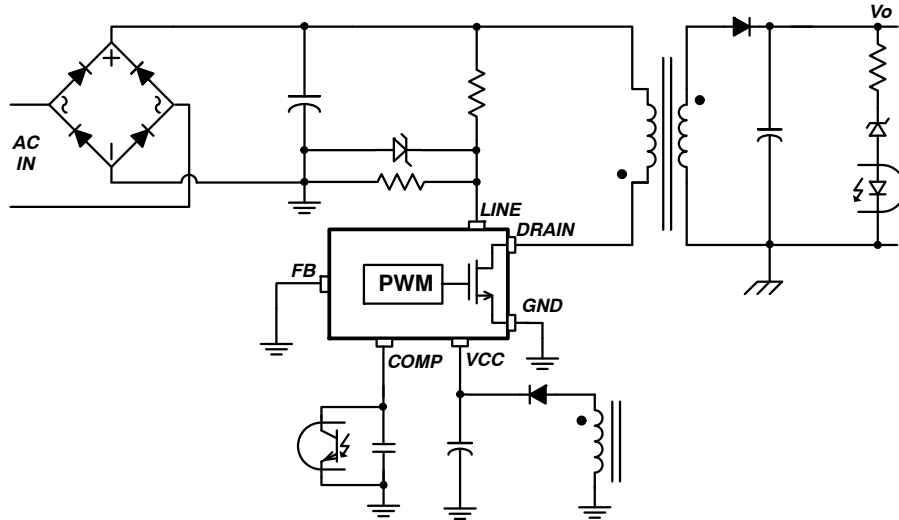 Vo
AC
IN
LINE
DRAIN
FB
PWM
GND
COMP
VCC